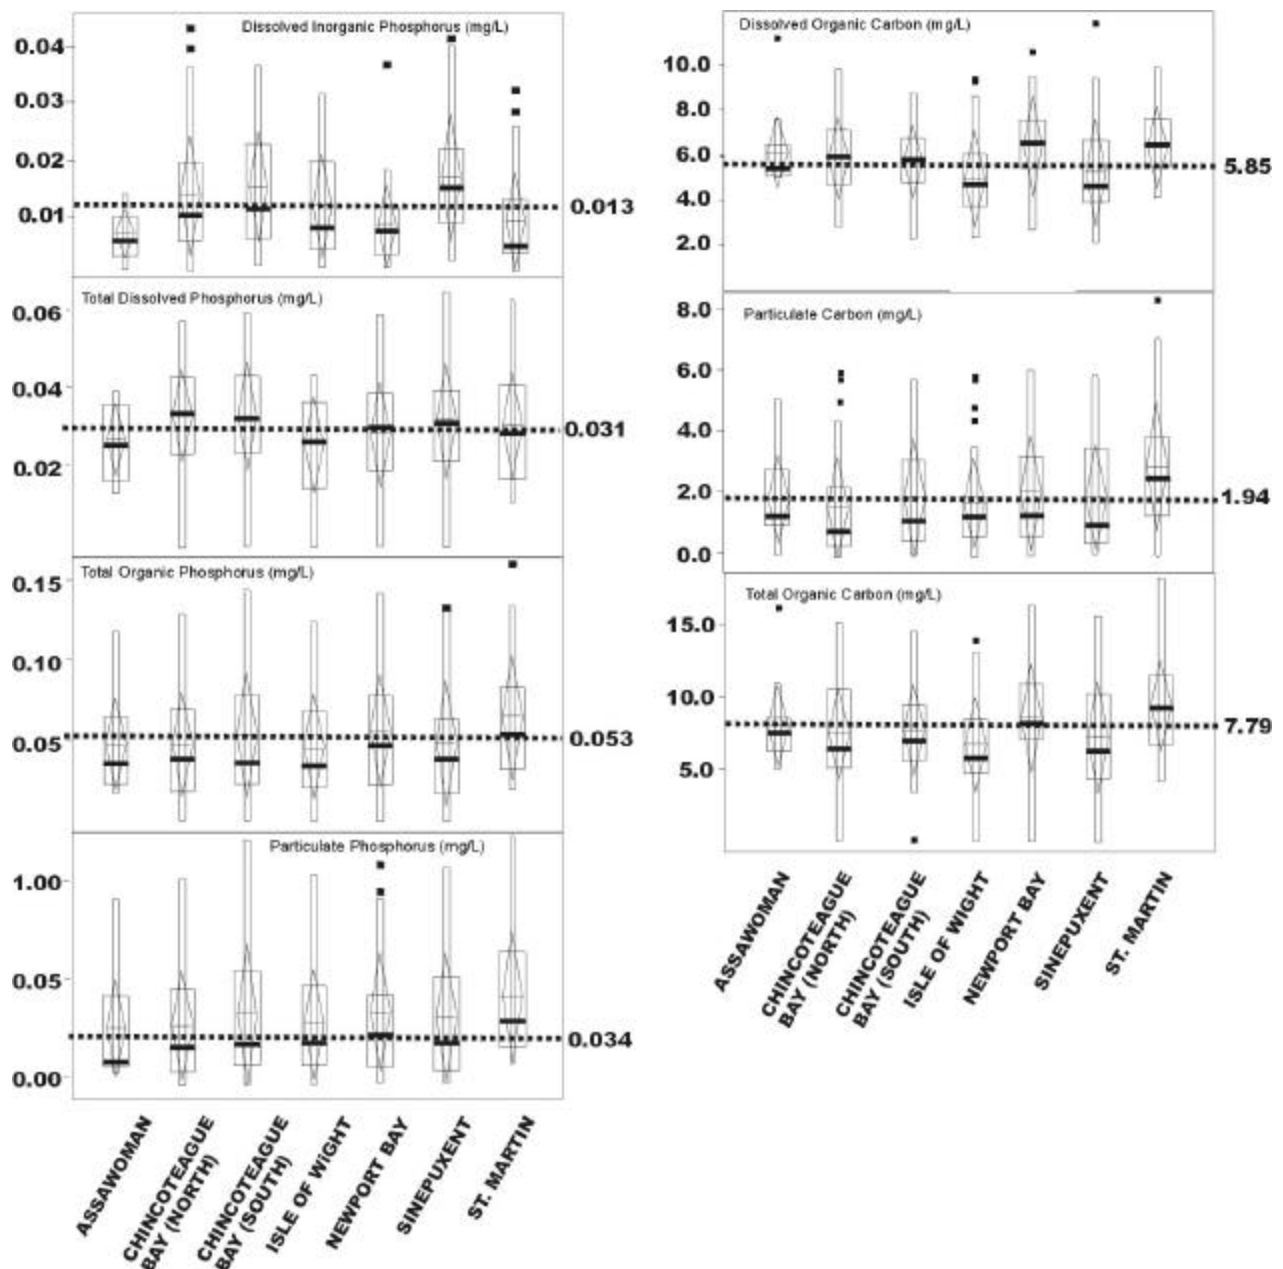 Dissolved Inorganic Phosphorus (mg/L)
0.04
0.03
0.02
0.01
0.013
Total Dissolved Phosphorus (mg/L)
0.06
0.04
0.02
0.031
Total Organic Phosphorus (mg/L)
0.15
0.10
0.05
0.053
Particulate Phosphorus (mg/L)
1.00
0.05
0.00
0.034
ASSAWOMAN
CHINCOTEAGUE
BAY (NORTH)
CHINCOTEAGUE
BAY (SOUTH)
ISLE OF WiGHT
NEWPORT BAY
SINEPUXENT
ST. MARTIN
Dissolved Organic Carbon (mg/L)
10.0
8.0
6.0
4.0
2.0
5.85
Particulate Carbon (mg/L)
8.0
6.0
4.0
2.0
0.0
1.94
Total Organic Carbon (mg/L)
15.0
10.0
5.0
7.79
ASSAWOMAN
CHINCOTEAGUE
BAY (NORTH)
CHINCOTEAGUE
BAY (SOUTH)
ISLE OF WIGHT
NEWPORT BAY
SINEPUXENT
ST. MARTIN